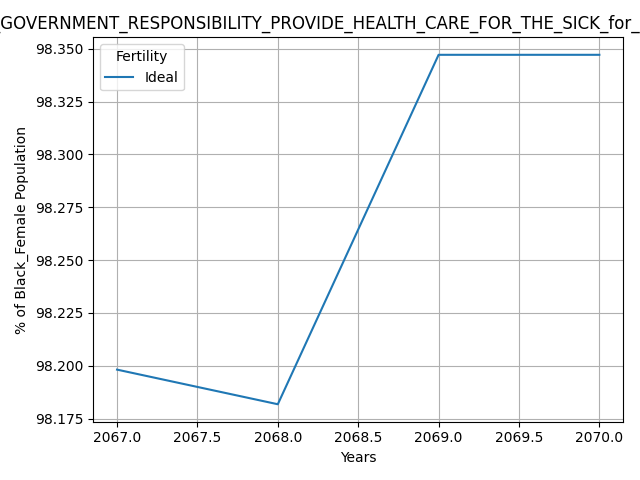 _GOVERNMENT_RESPONSIBILITY_PROVIDE_HEALTH_CARE_FOR_THE_SICK_for_
98.350
98.325
98.300
98.275
98.250
98.225
98.200
98.175
% of Black_Female Population
Fertility
Ideal
2067.0 2067.5 2068.0 2068.5 2069.0 2069.5 2070.0
Years